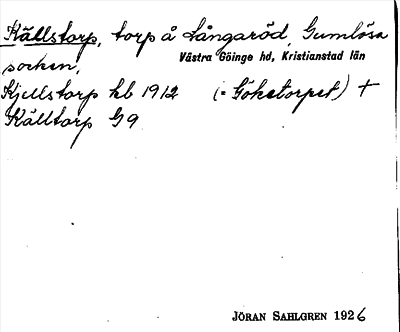 Källstorp, torp å Långaröd, Gumlösa
socken, Västra Göinge hd, Kristianstad län
Kjellstorp kb 1912 (= Göketorpet) +
Källtorp G9
JÖRAN SAHLGREN 1926